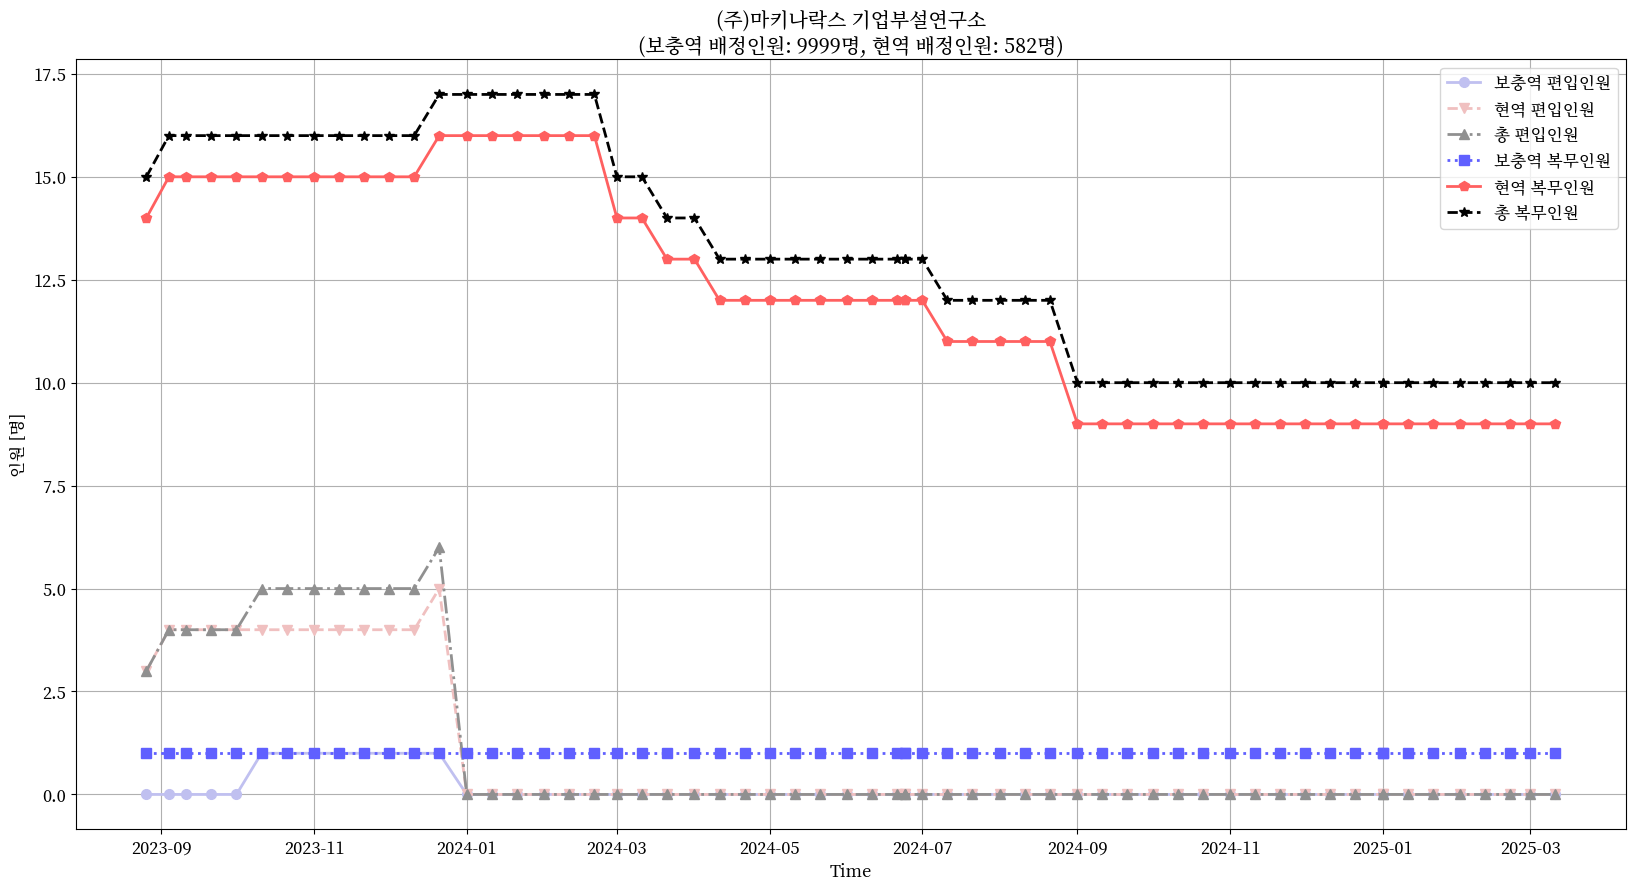 (주)마키나락스 기업부설연구소
(보충역 배정인원: 9999명, 현역 배정인원: 582명)
17.5
15.0
12.5
10.0
7.5
5.0
2.5
0.0
인원 [명]
보충역 편입인원
현역 편입인원
총 편입인원
보충역 복무인원
현역 복무인원
총 복무인원
2023-09
2023-11
2024-01
2024-03
2024-05
2024-07
2024-09
2024-11
2025-01
2025-03
Time